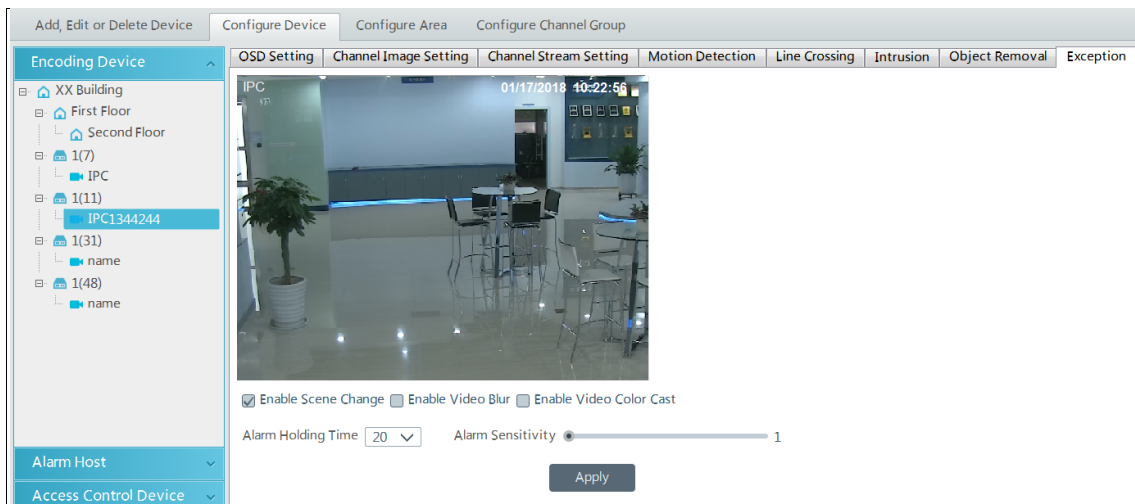 Add, Edit or Delete Device Configure Device Configure Area Configure Channel Group
Encoding Device
OSD Setting Channel Image Setting Channel Stream Setting Motion Detection Line Crossing Intrusion Object Removal Exception
XX Building
First Floor
Second Floor
1(7)
IPC
1(11)
IPC1344244
1(31)
name
1(48)
name
IPC 01/17/2018 10:22:56
Enable Scene Change Enable Video Blur Enable Video Color Cast
Alarm Holding Time 20 Alarm Sensitivity 1
Apply
Alarm Host
Access Control Device